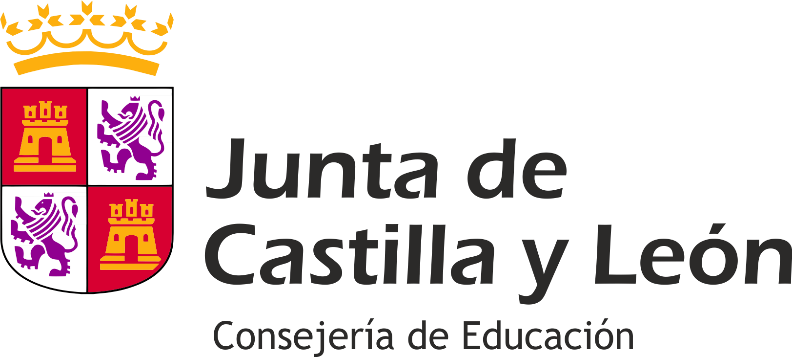 Junta de
Castilla y León
Consejería de Educación